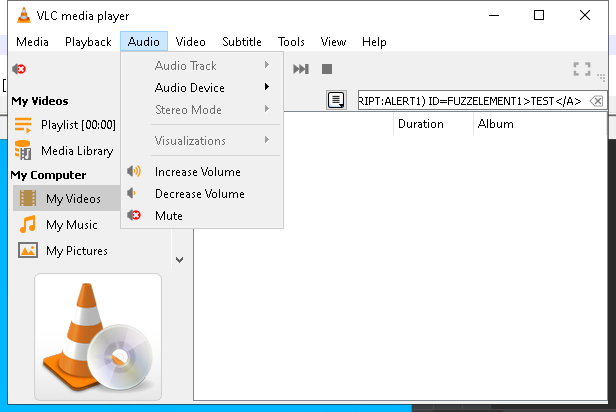 VLC media player
Media Playback Audio Video Subtitle Tools View Help
Audio Track
Audio Device
Stereo Mode
Visualizations
Increase Volume
Decrease Volume
Mute
RIPT:ALERT1) ID=FUZZELEMENT1>TEST</A>
Duration Album
My Videos
Playlist [00:00]
Media Library
My Computer
My Videos
My Music
My Pictures